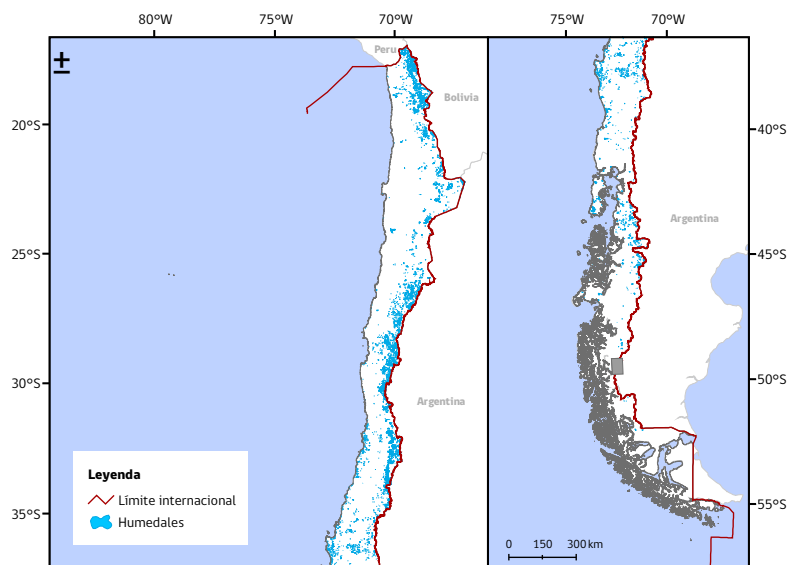 80°W 75°W 70°W 75°W 70°W
±
Peru
Bolivia
20°S
40°S
Argentina
25°S
45°S
30°S
50°S
Argentina
Leyenda
Límite internacional
Humedales
35°S
55°S
0 150 300 km